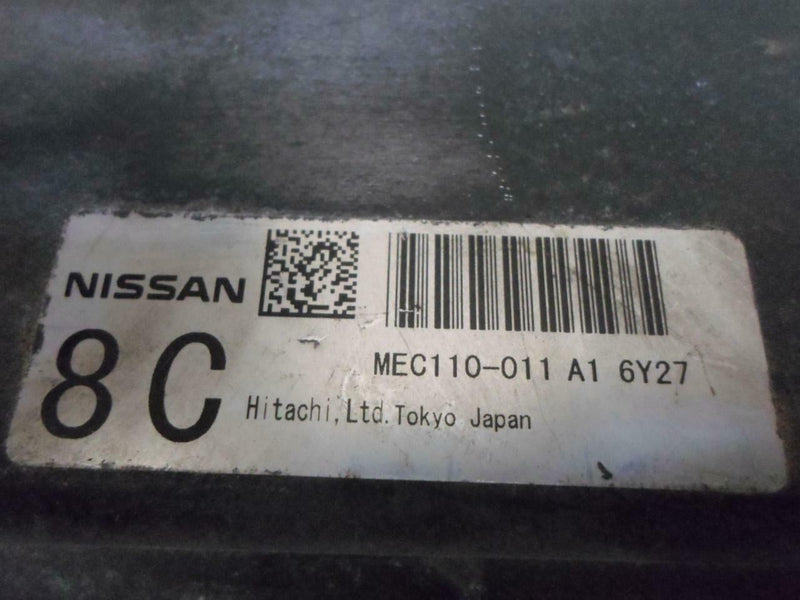 NISSAN
8C
MEC110-011 A1 6Y27
Hitachi,Ltd.Tokyo Japan